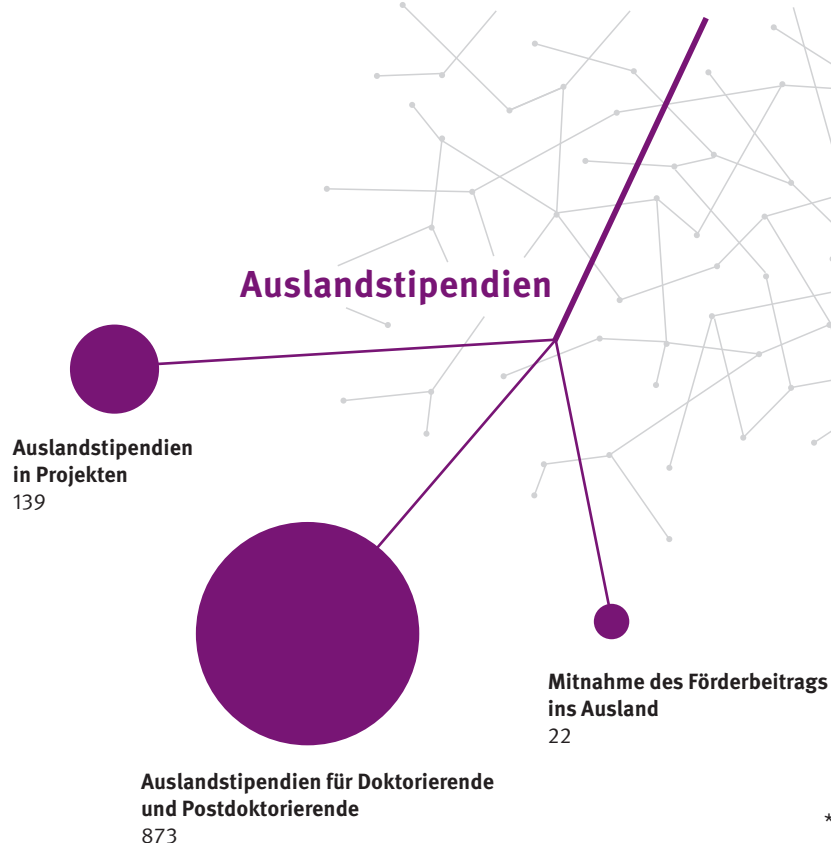 Auslandstipendien
Auslandstipendien
in Projekten
139
Mitnahme des Förderbeitrags
ins Ausland
22
Auslandstipendien für Doktorierende
und Postdoktorierende
873
*